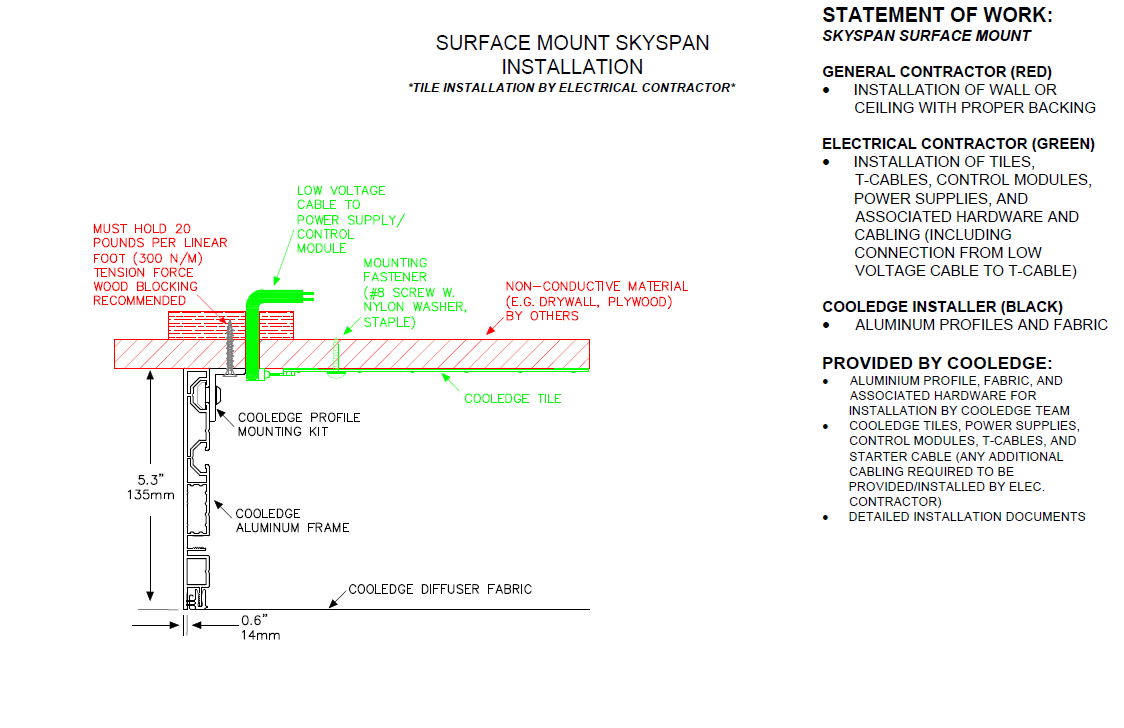 SURFACE MOUNT SKYSPAN
INSTALLATION
*TILE INSTALLATION BY ELECTRICAL CONTRACTOR*
LOW VOLTAGE
CABLE TO
POWER SUPPLY/
CONTROL
MODULE
MUST HOLD 20
POUNDS PER LINEAR
FOOT (300 N/M)
TENSION FORCE
WOOD BLOCKING
RECOMMENDED
MOUNTING
FASTENER
(#8 SCREW W.
NYLON WASHER,
STAPLE)
NON-CONDUCTIVE MATERIAL
(E.G. DRYWALL, PLYWOOD)
BY OTHERS
COOLEDGE TILE
COOLEDGE PROFILE
MOUNTING KIT
5.3"
135mm
COOLEDGE
ALUMINUM FRAME
COOLEDGE DIFFUSER FABRIC
0.6"
14mm
STATEMENT OF WORK:
SKYSPAN SURFACE MOUNT
GENERAL CONTRACTOR (RED)
• INSTALLATION OF WALL OR
CEILING WITH PROPER BACKING
ELECTRICAL CONTRACTOR (GREEN)
• INSTALLATION OF TILES,
T-CABLES, CONTROL MODULES,
POWER SUPPLIES, AND
ASSOCIATED HARDWARE AND
CABLING (INCLUDING
CONNECTION FROM LOW
VOLTAGE CABLE TO T-CABLE)
COOLEDGE INSTALLER (BLACK)
• ALUMINUM PROFILES AND FABRIC
PROVIDED BY COOLEDGE:
• ALUMINIUM PROFILE, FABRIC, AND
ASSOCIATED HARDWARE FOR
INSTALLATION BY COOLEDGE TEAM
• COOLEDGE TILES, POWER SUPPLIES,
CONTROL MODULES, T-CABLES, AND
STARTER CABLE (ANY ADDITIONAL
CABLING REQUIRED TO BE
PROVIDED/INSTALLED BY ELEC.
CONTRACTOR)
• DETAILED INSTALLATION DOCUMENTS